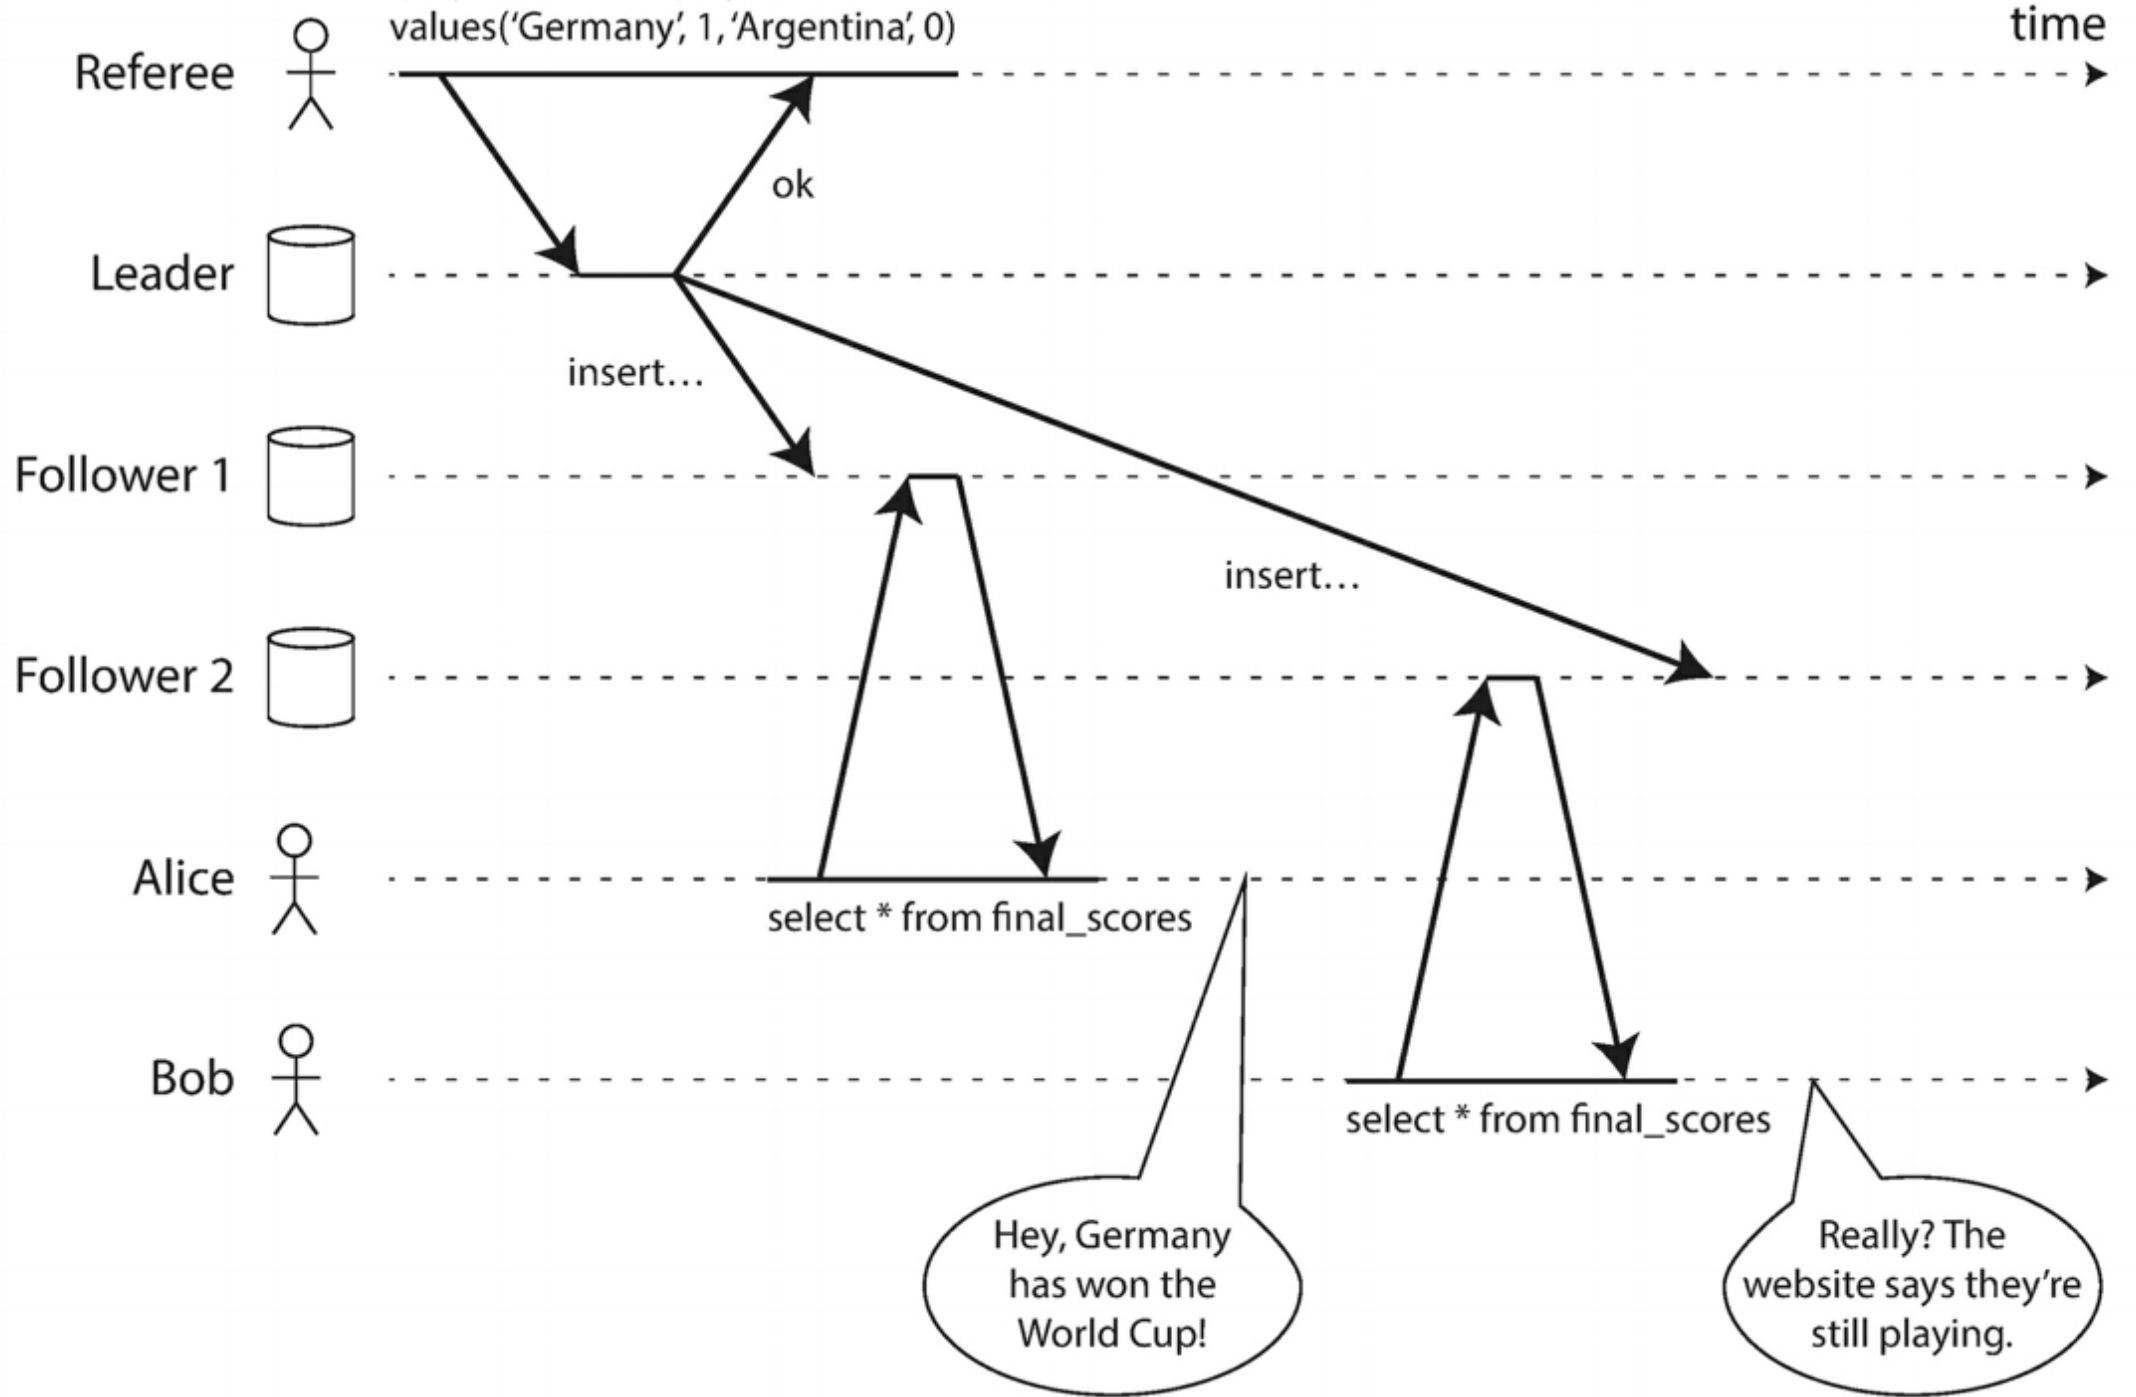 values(‘Germany’, 1, ‘Argentina’, 0)
time
Referee
ok
Leader
insert…
Follower 1
insert…
Follower 2
Alice
select * from final_scores
Bob
select * from final_scores
Hey, Germany
has won the
World Cup!
Really? The
website says they’re
still playing.